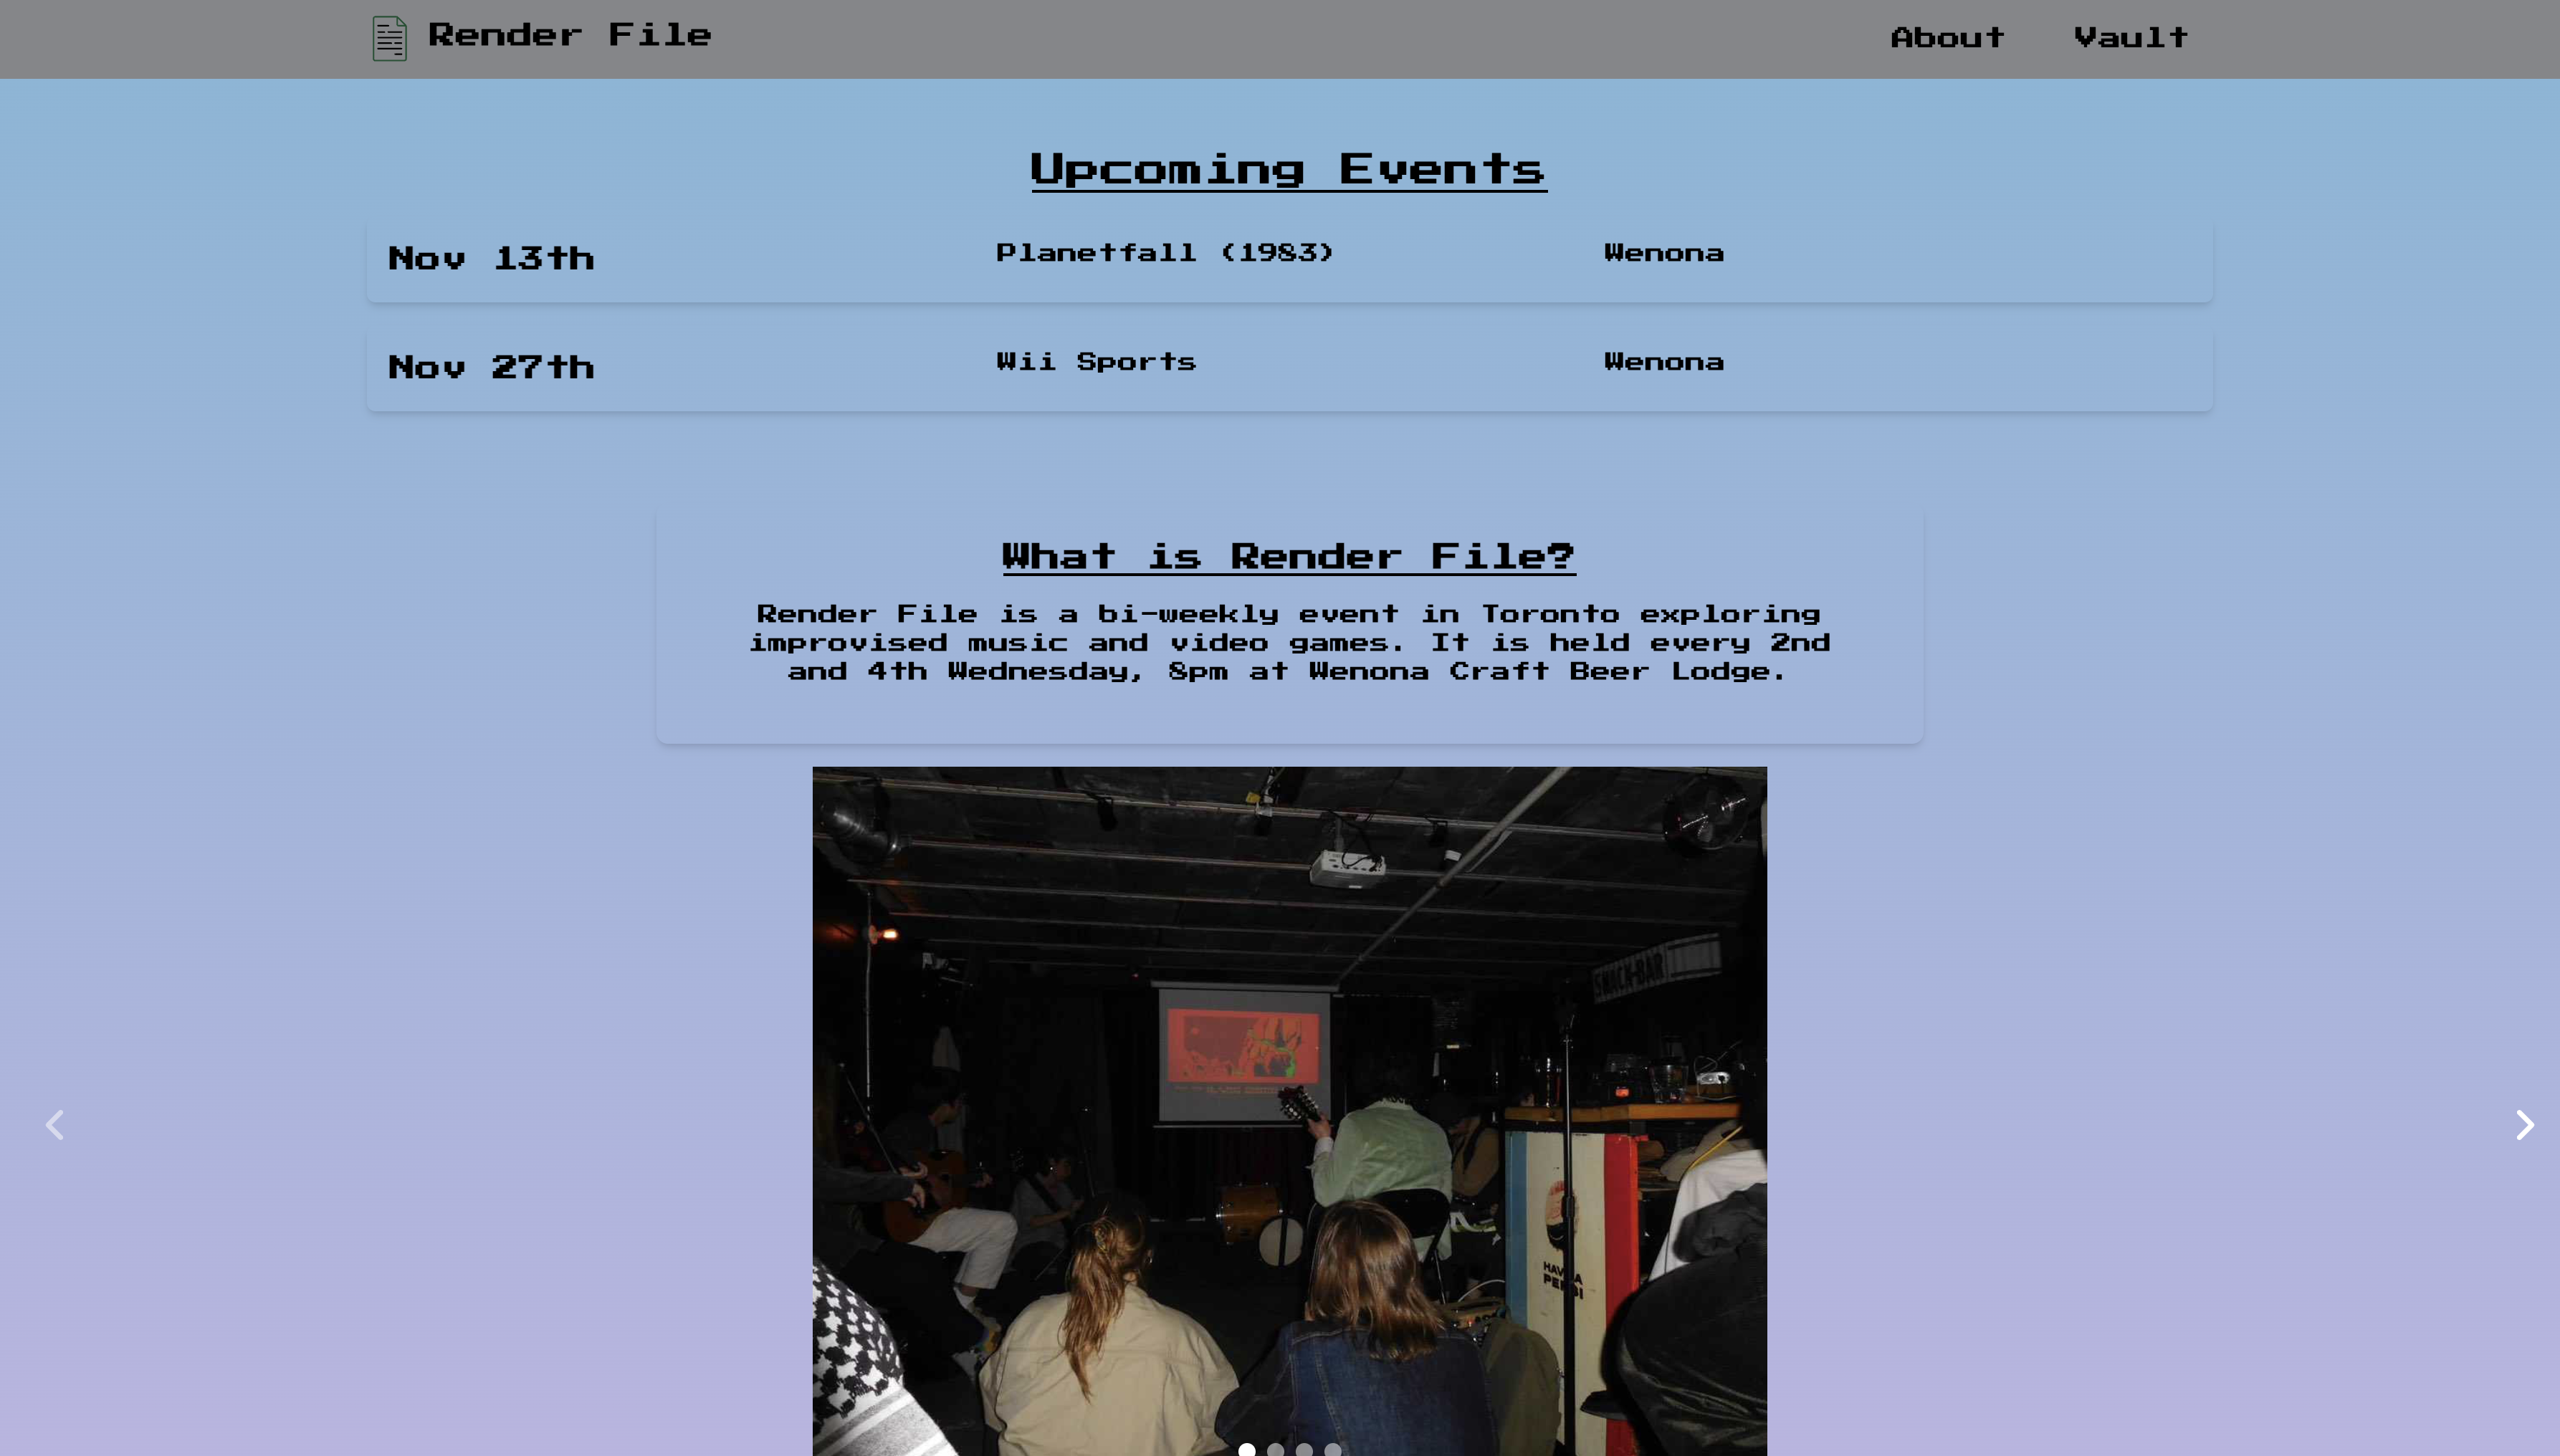 Render File
About
Vault
Upcoming Events
Nov 13th
Planetfall (1983)
Wenona
Nov 27th
Wii Sports
Wenona
What is Render File?
Render File is a bi-weekly event in Toronto exploring
improvised music and video games. It is held every 2nd
and 4th Wednesday, 8pm at Wenona Craft Beer Lodge.
SNACK-BAR